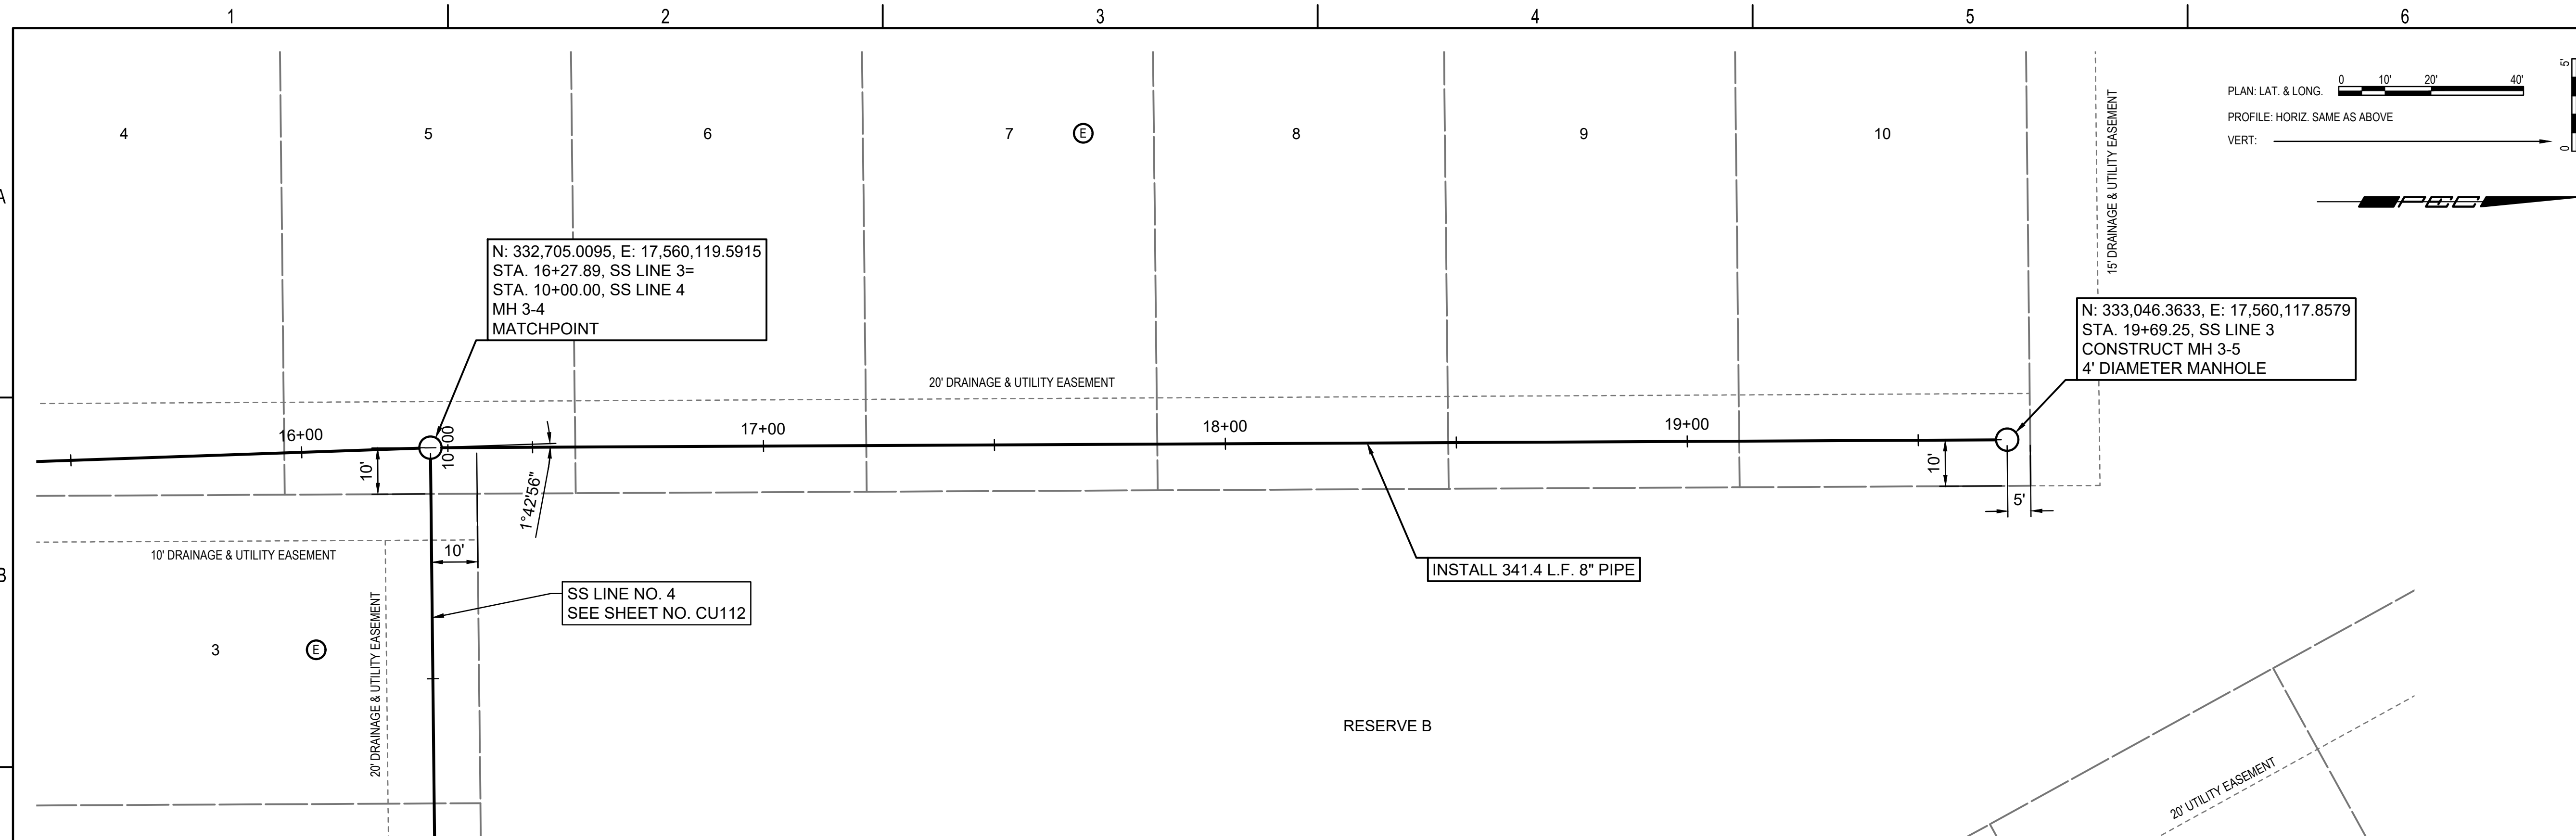 1
2
3
4
5
6
A
B
4
5
6
7
E
8
9
10
15' DRAINAGE & UTILITY EASEMENT
PLAN: LAT. & LONG.
0
10'
20'
40'
PROFILE: HORIZ. SAME AS ABOVE
VERT:
5'
0
PEC
N: 332,705.0095, E: 17,560,119.5915
STA. 16+27.89, SS LINE 3=
STA. 10+00.00, SS LINE 4
MH 3-4
MATCHPOINT
N: 333,046.3633, E: 17,560,117.8579
STA. 19+69.25, SS LINE 3
CONSTRUCT MH 3-5
4' DIAMETER MANHOLE
20' DRAINAGE & UTILITY EASEMENT
16+00
10+00
17+00
18+00
19+00
10'
1°42'56"
10'
5'
10' DRAINAGE & UTILITY EASEMENT
10'
INSTALL 341.4 L.F. 8" PIPE
SS LINE NO. 4
SEE SHEET NO. CU112
20' DRAINAGE & UTILITY EASEMENT
3
E
RESERVE B
20' UTILITY EASEMENT